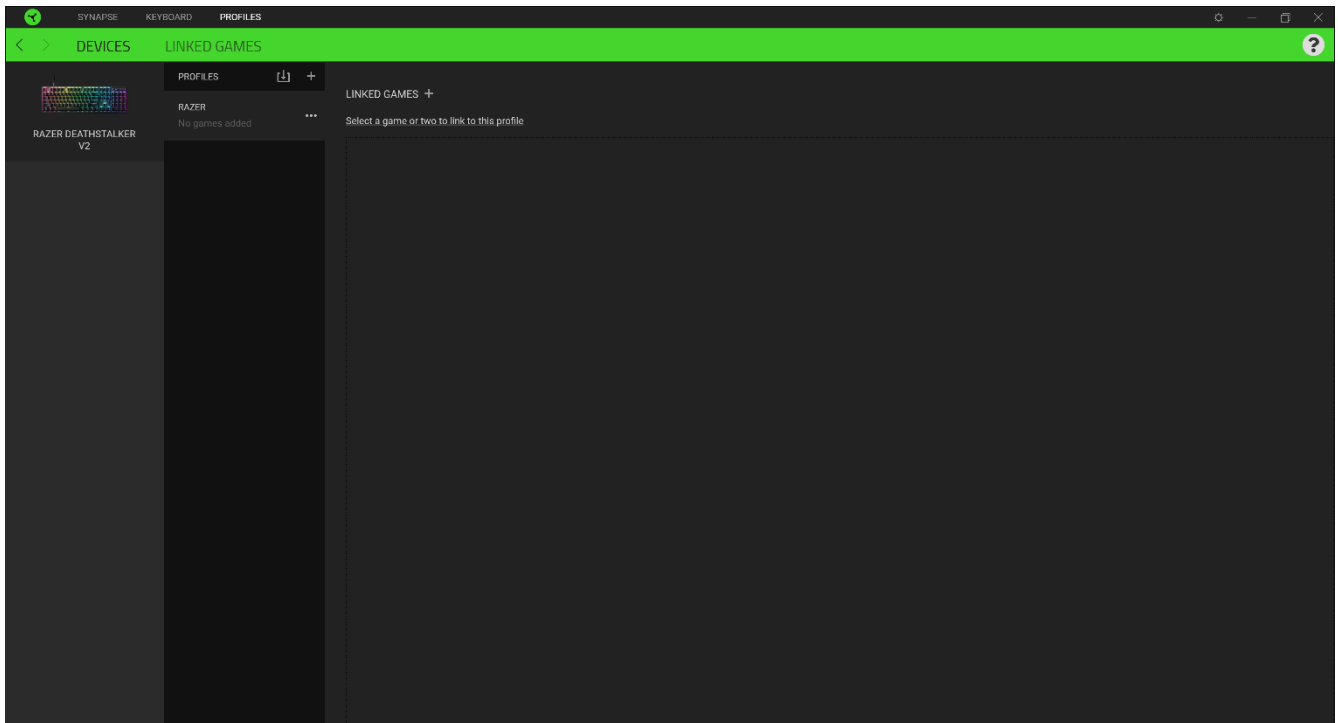 SYNAPSE KEYBOARD PROFILES
DEVICES LINKED GAMES
?
RAZER DEATHSTALKER
V2
PROFILES
RAZER
No games added
LINKED GAMES +
Select a game or two to link to this profile